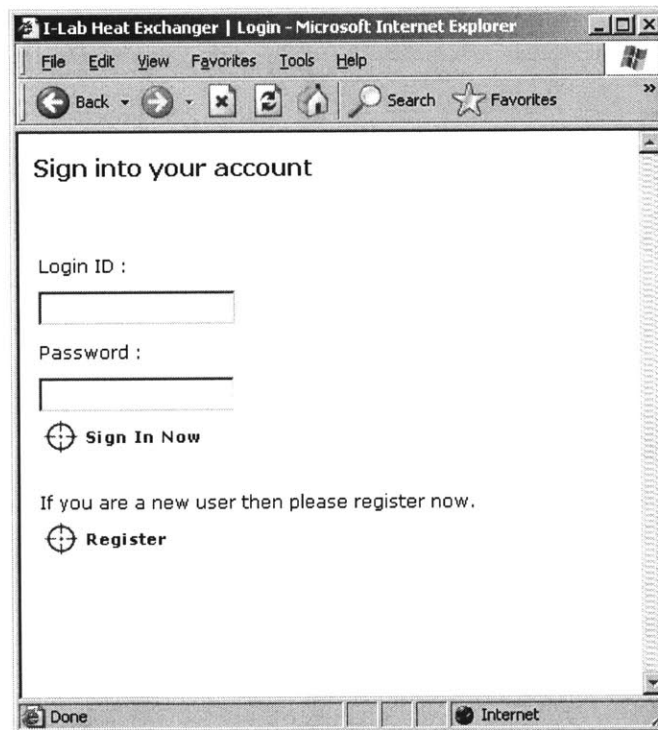 I-Lab Heat Exchanger | Login - Microsoft Internet Explorer
File Edit View Favorites Tools Help
Back Search Favorites »
Sign into your account
Login ID :
Password :
Sign In Now
If you are a new user then please register now.
Register
Done Internet